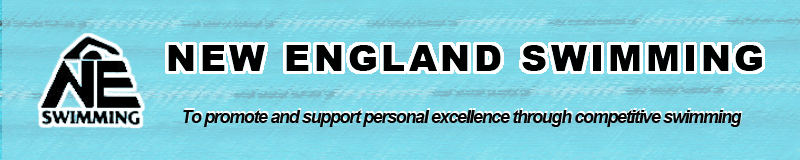 NEW ENGLAND SWIMMING
NE
SWIMMING
To promote and support personal excellence through competitive swimming